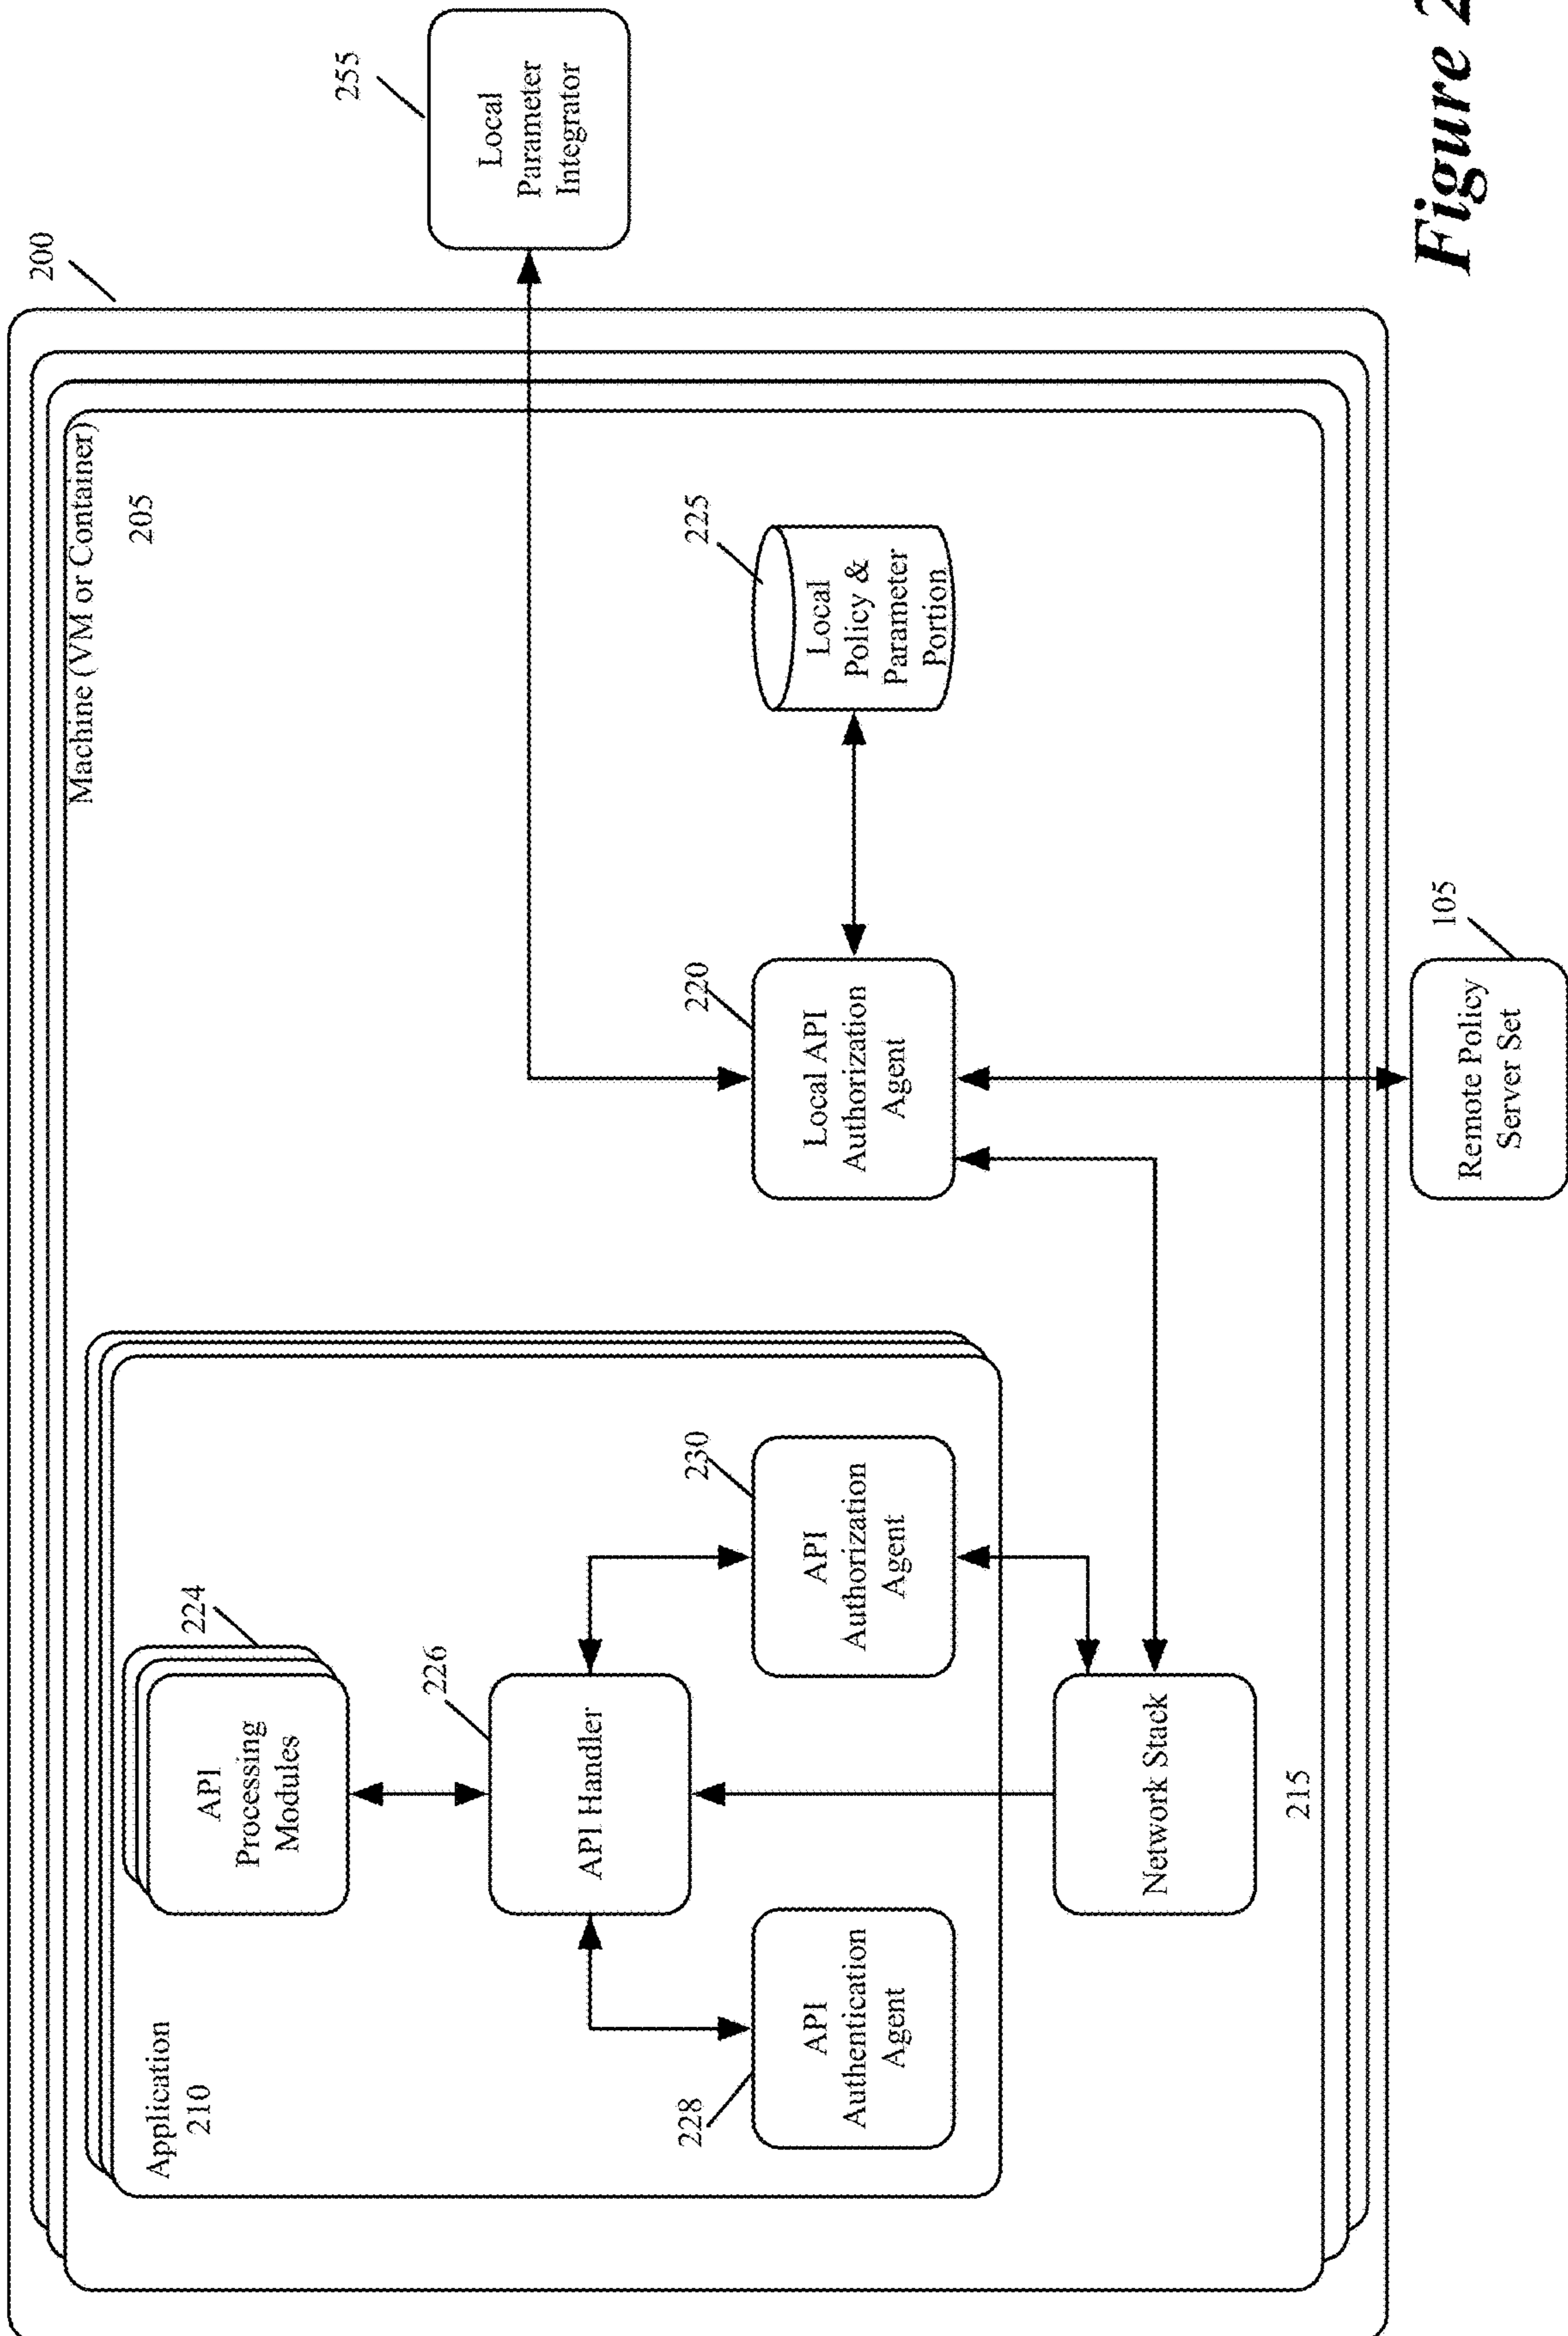 200
Machine (VM or Container)
205
Application
210
API
Processing
Modules
224
226
API Handler
228
API
Authentication
Agent
230
API
Authorization
Agent
Network Stack
215
220
Local API
Authorization
Agent
225
Local
Policy &
Parameter
Portion
255
Local
Parameter
Integrator
105
Remote Policy
Server Set
Figure 2